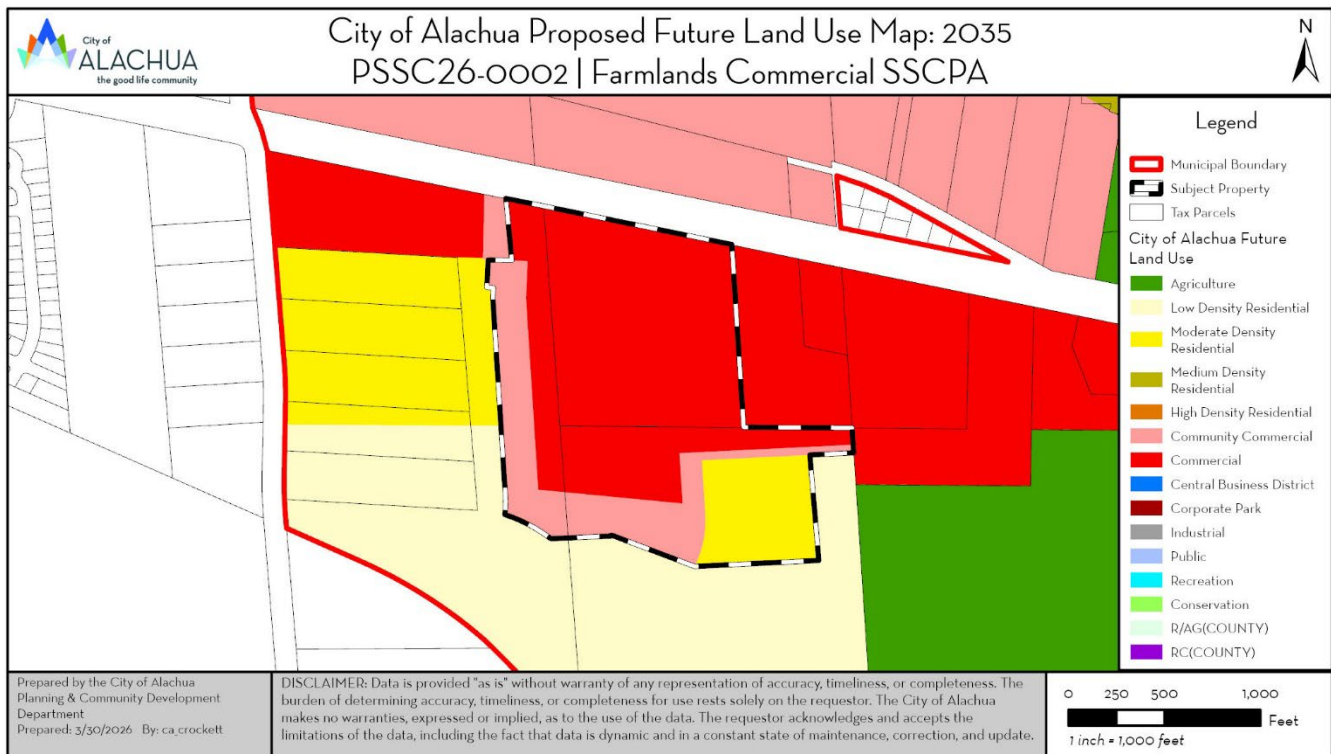 City of
ALACHUA
the good life community
City of Alachua Proposed Future Land Use Map: 2035
PSSC26-0002 | Farmlands Commercial SSCPA
N
Legend
Municipal Boundary
Subject Property
Tax Parcels
City of Alachua Future
Land Use
Agriculture
Low Density Residential
Moderate Density
Residential
Medium Density
Residential
High Density Residential
Community Commercial
Commercial
Central Business District
Corporate Park
Industrial
Public
Recreation
Conservation
R/AG(COUNTY)
RC(COUNTY)
Prepared by the City of Alachua
Planning & Community Development
Department
Prepared: 3/30/2026 By: ca_crockett
DISCLAIMER: Data is provided "as is" without warranty of any representation of accuracy, timeliness, or completeness. The
burden of determining accuracy, timeliness, or completeness for use rests solely on the requestor. The City of Alachua
makes no warranties, expressed or implied, as to the use of the data. The requestor acknowledges and accepts the
limitations of the data, including the fact that data is dynamic and in a constant state of maintenance, correction, and update.
0 250 500 1,000
Feet
1 inch = 1,000 feet